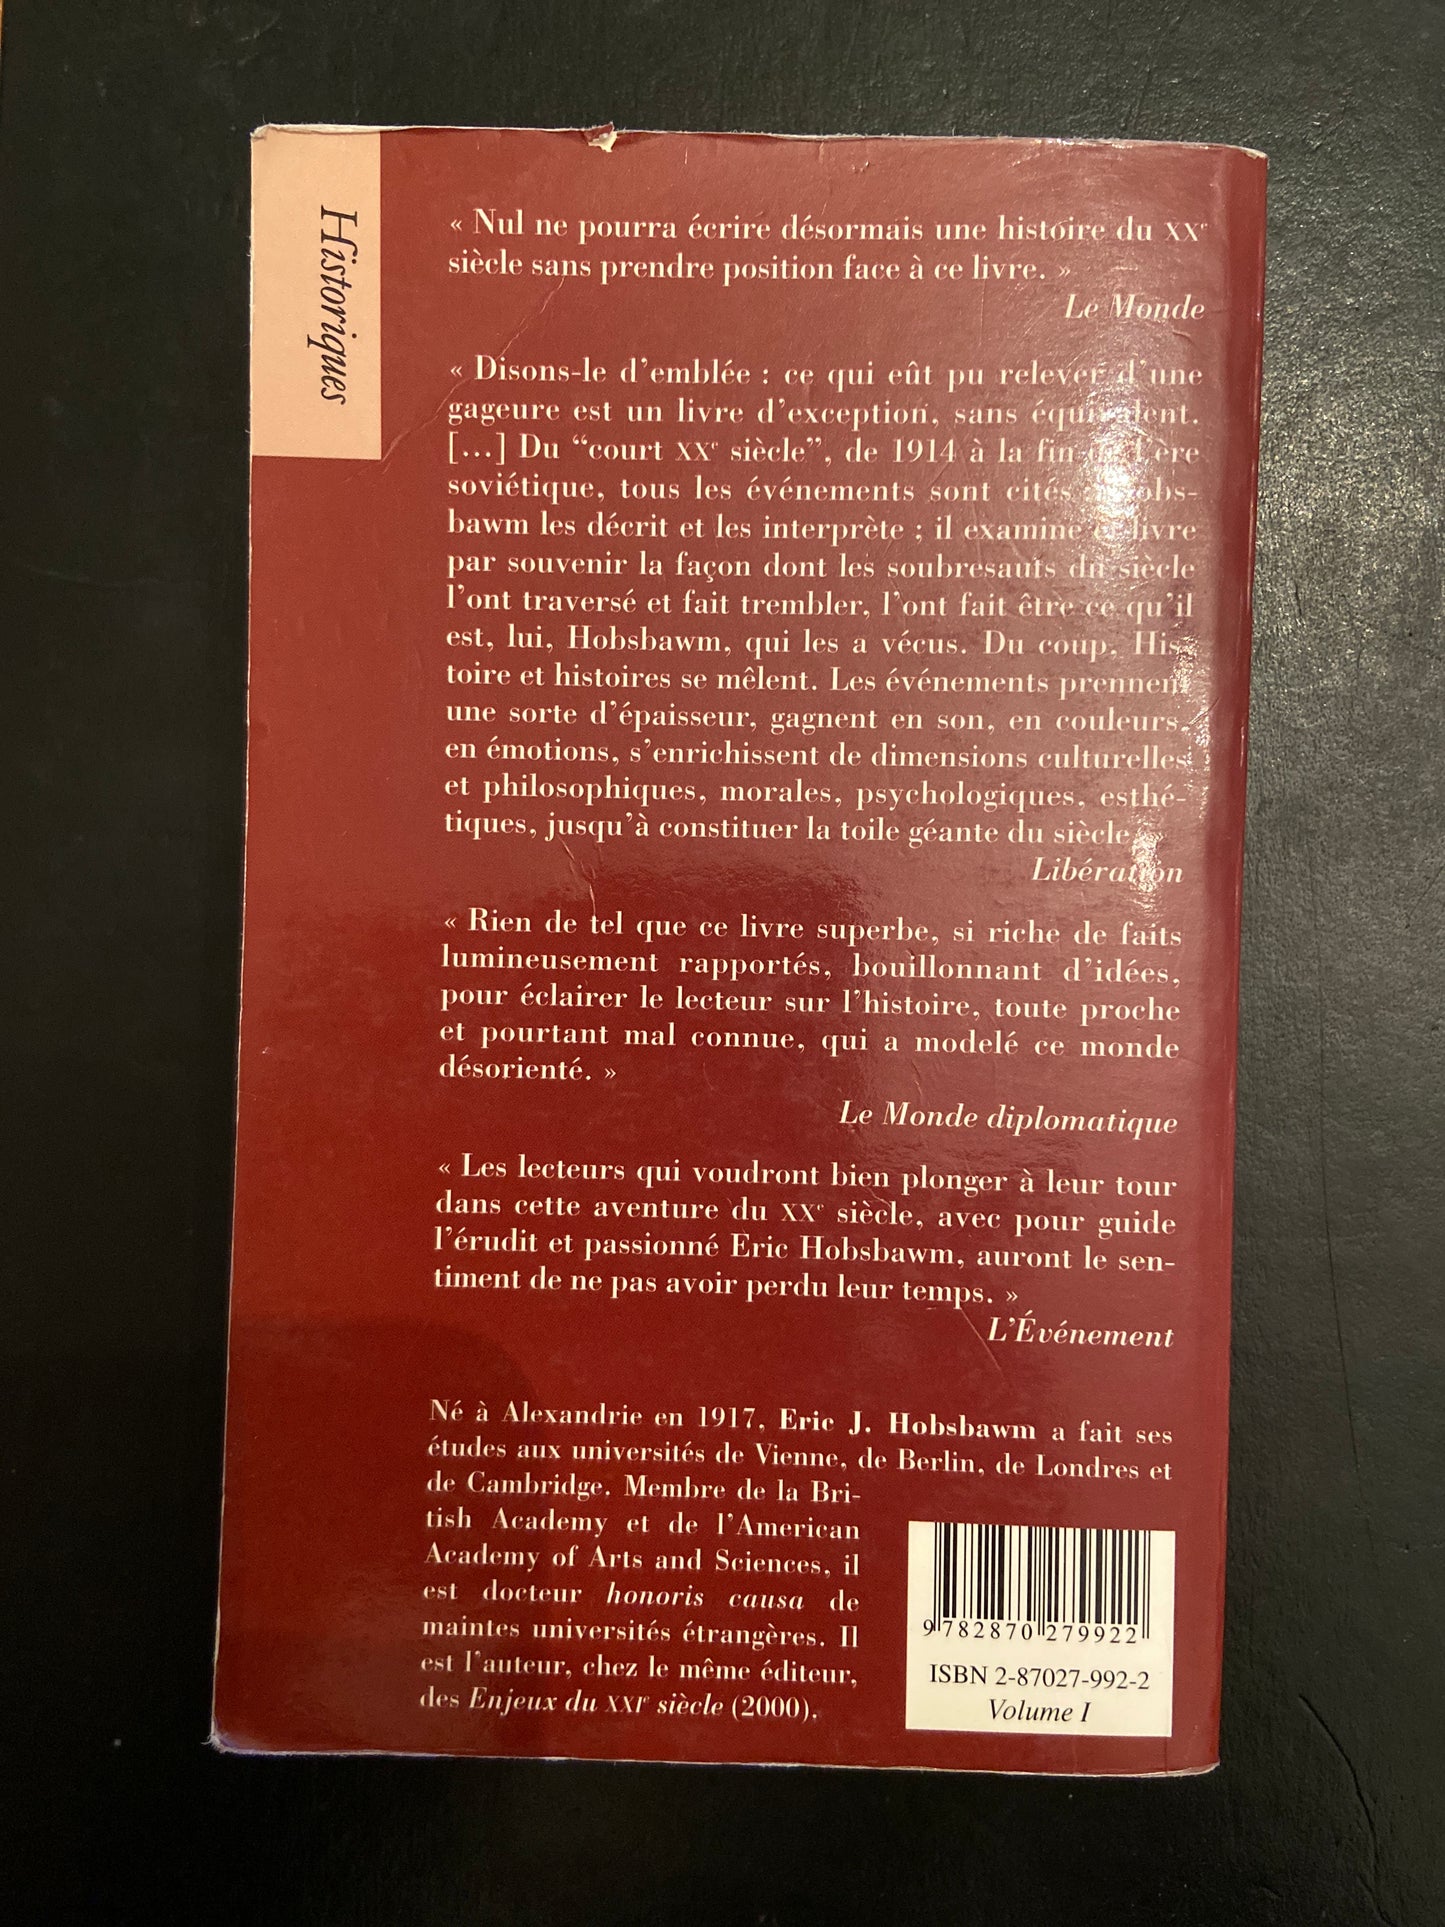 Historiques
« Nul ne pourra écrire désormais une histoire du XXe
siècle sans prendre position face à ce livre. »
Le Monde
« Disons-le d'emblée : ce qui eût pu relever d'une
gageure est un livre d'exception, sans équivalent.
[…] Du “court XXe siècle”, de 1914 à la fin de l'ère
soviétique, tous les événements sont cités
bawm les décrit et les interprète ; il examine et livre
par souvenir la façon dont les soubresauts du siècle
l'ont traversé et fait trembler, l'ont fait être ce qu'il
est, lui, Hobsbawm, qui les a vécus. Du coup, His-
toire et histoires se mêlent. Les événements prennent
une sorte d'épaisseur, gagnent en son, en couleurs,
en émotions, s'enrichissent de dimensions culturelles
et philosophiques, morales, psychologiques, esthé-
tiques, jusqu'à constituer la toile géante du siècle. »
Libération
« Rien de tel que ce livre superbe, si riche de faits
lumineusement rapportés, bouillonnant d'idées,
pour éclairer le lecteur sur l'histoire, toute proche
et pourtant mal connue, qui a modelé ce monde
désorienté. »
Le Monde diplomatique
« Les lecteurs qui voudront bien plonger à leur tour
dans cette aventure du XXe siècle, avec pour guide
l'érudit et passionné Eric Hobsbawm, auront le sen-
timent de ne pas avoir perdu leur temps. »
L'Événement
Né à Alexandrie en 1917, Eric J. Hobsbawm a fait ses
études aux universités de Vienne, de Berlin, de Londres et
de Cambridge. Membre de la Bri-
tish Academy et de l'American
Academy of Arts and Sciences, il
est docteur honoris causa de
maintes universités étrangères. Il
est l'auteur, chez le même éditeur,
des Enjeux du XXIe siècle (2000).
9 782870 279922
ISBN 2-87027-992-2
Volume I